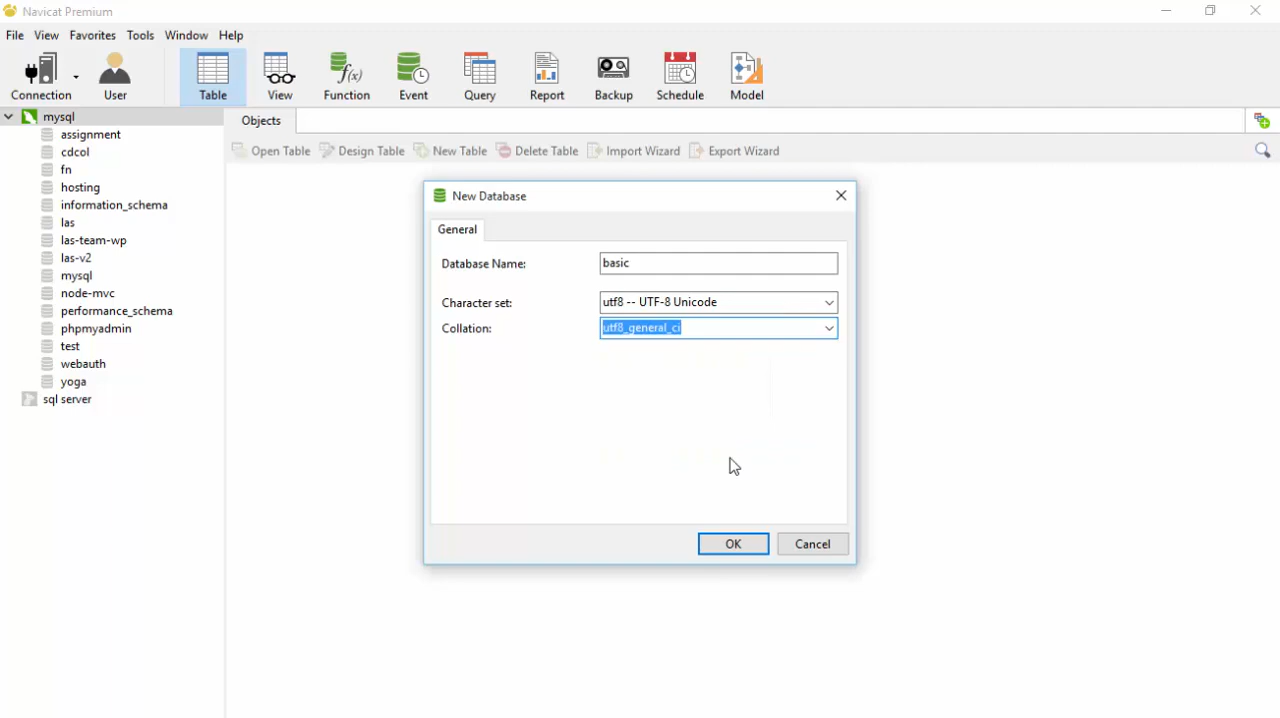 Navicat Premium
File View Favorites Tools Window Help
Connection User Table View Function Event Query Report Backup Schedule Model
f(x)
mysql
assignment
cdcol
fn
hosting
information_schema
las
las-team-wp
las-v2
mysql
node-mvc
performance_schema
phpmyadmin
test
webauth
yoga
sql server
Objects
Open Table Design Table New Table Delete Table Import Wizard Export Wizard
New Database
General
Database Name: basic
Character set: utf8 -- UTF-8 Unicode
Collation: utf8_general_ci
OK Cancel